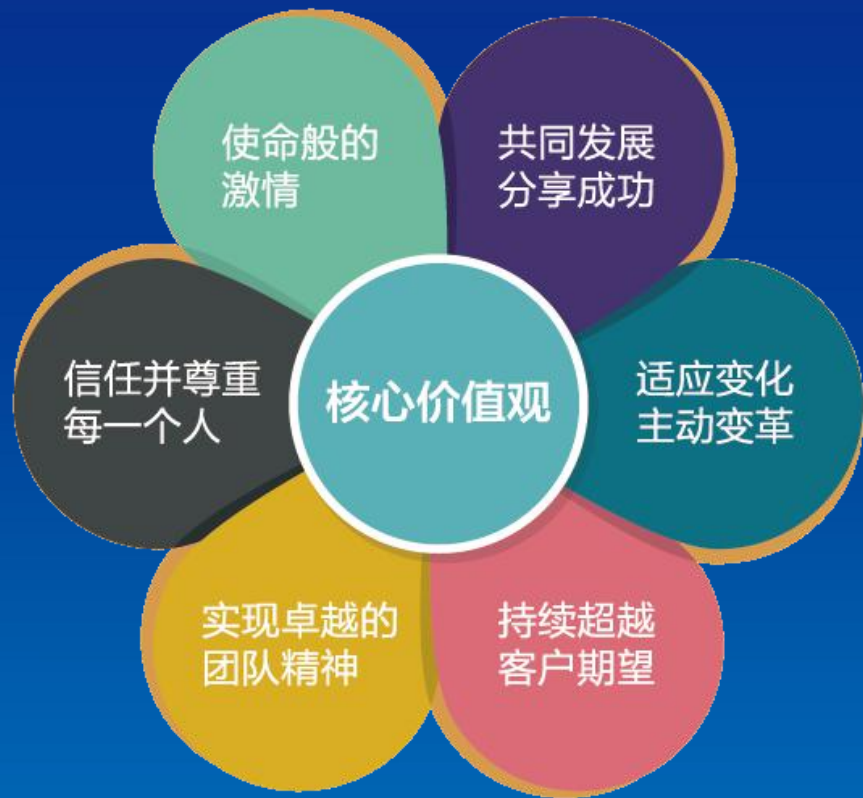 使命般的
激情
共同发展
分享成功
信任并尊重
每一个人
核心价值观
适应变化
主动变革
实现卓越的
团队精神
持续超越
客户期望